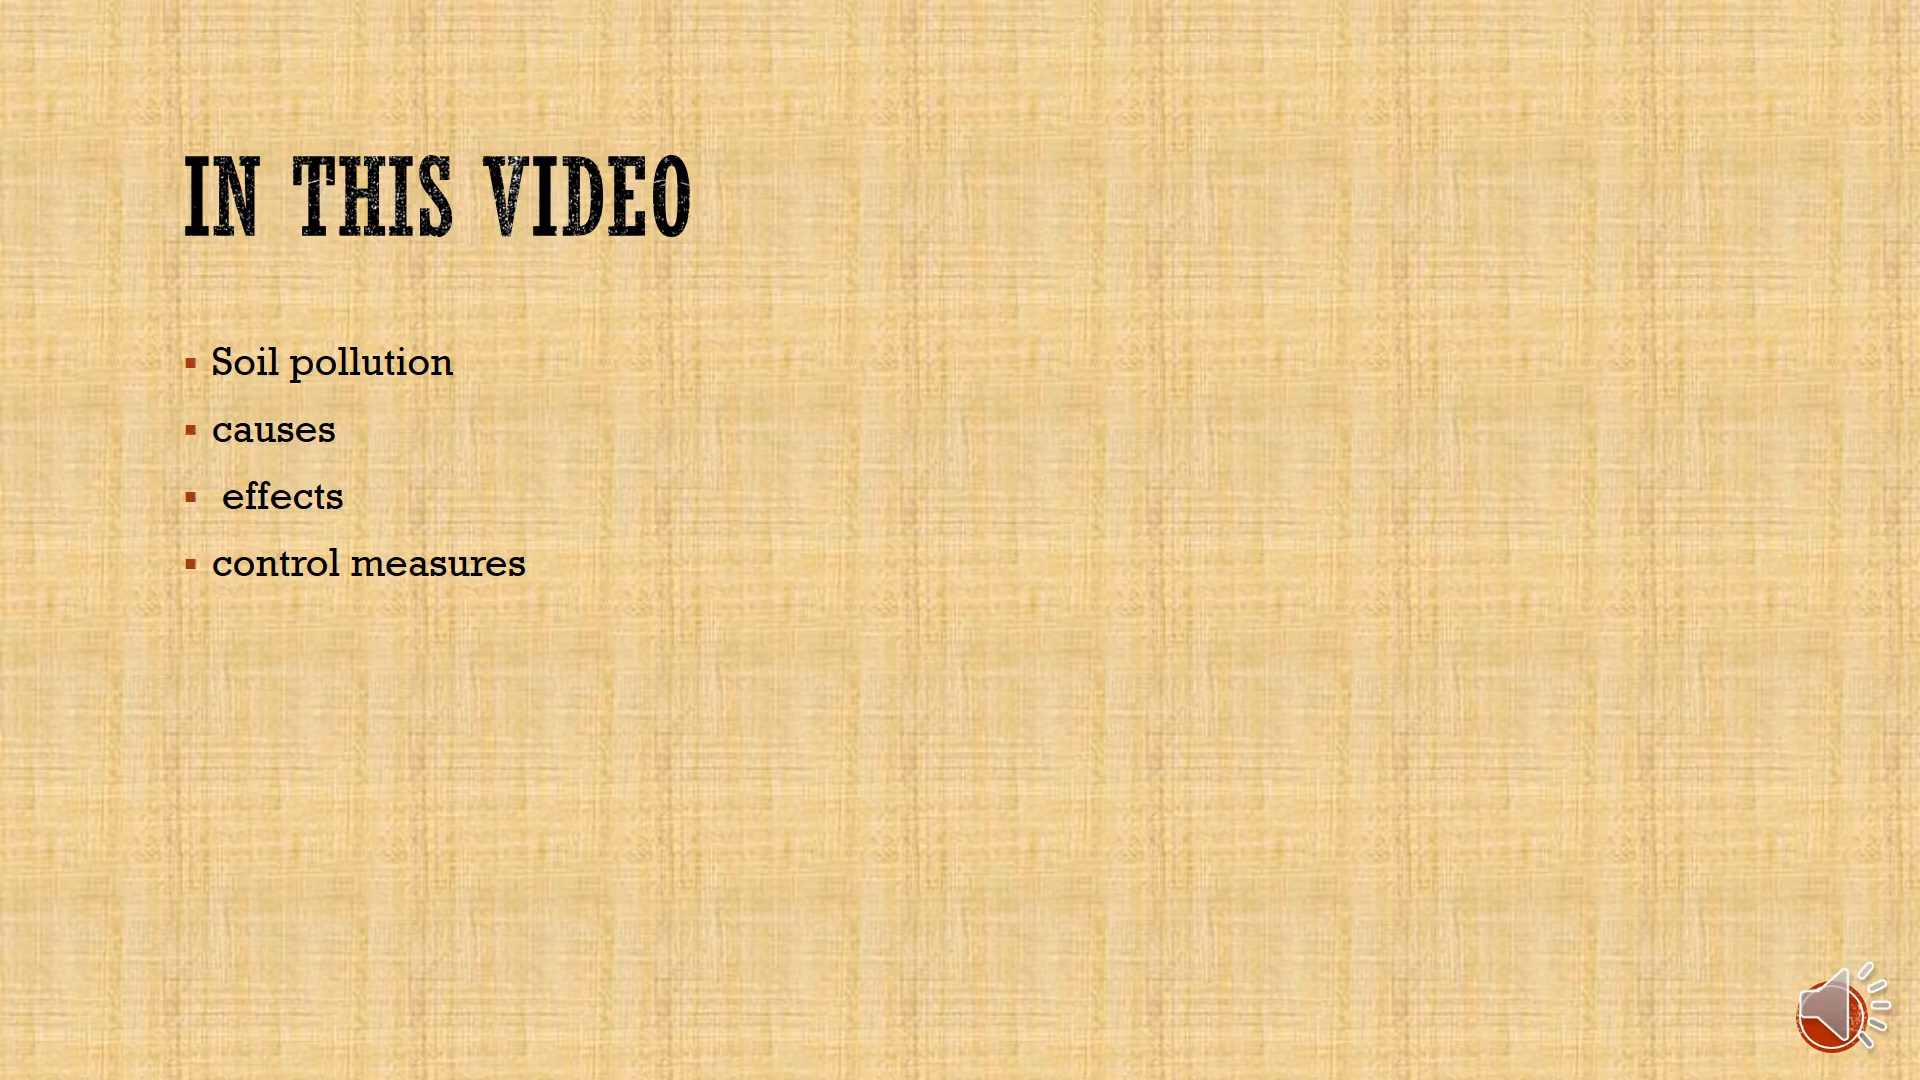 IN THIS VIDEO
▪ Soil pollution
▪ causes
▪ effects
▪ control measures